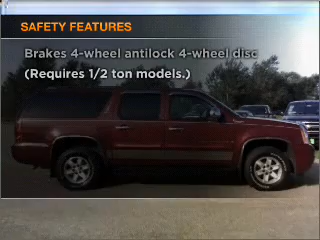 SAFETY FEATURES
Brakes 4-wheel antilock 4-wheel disc
(Requires 1/2 ton models.)